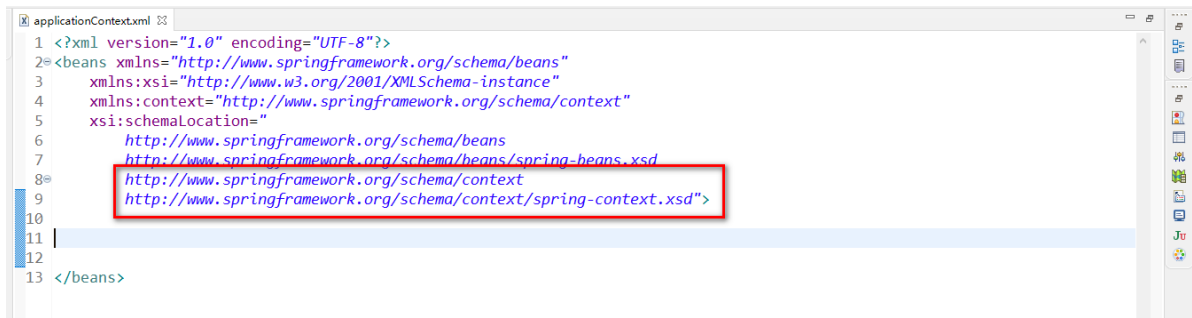 applicationContext.xml
1 <?xml version="1.0" encoding="UTF-8"?>
2 <beans xmlns="http://www.springframework.org/schema/beans"
3 xmlns:xsi="http://www.w3.org/2001/XMLSchema-instance"
4 xmlns:context="http://www.springframework.org/schema/context"
5 xsi:schemaLocation="
6 http://www.springframework.org/schema/beans
7 http://www.springframework.org/schema/beans/spring-beans.xsd
8 http://www.springframework.org/schema/context
9 http://www.springframework.org/schema/context/spring-context.xsd">
10
11
12
13 </beans>
Ju